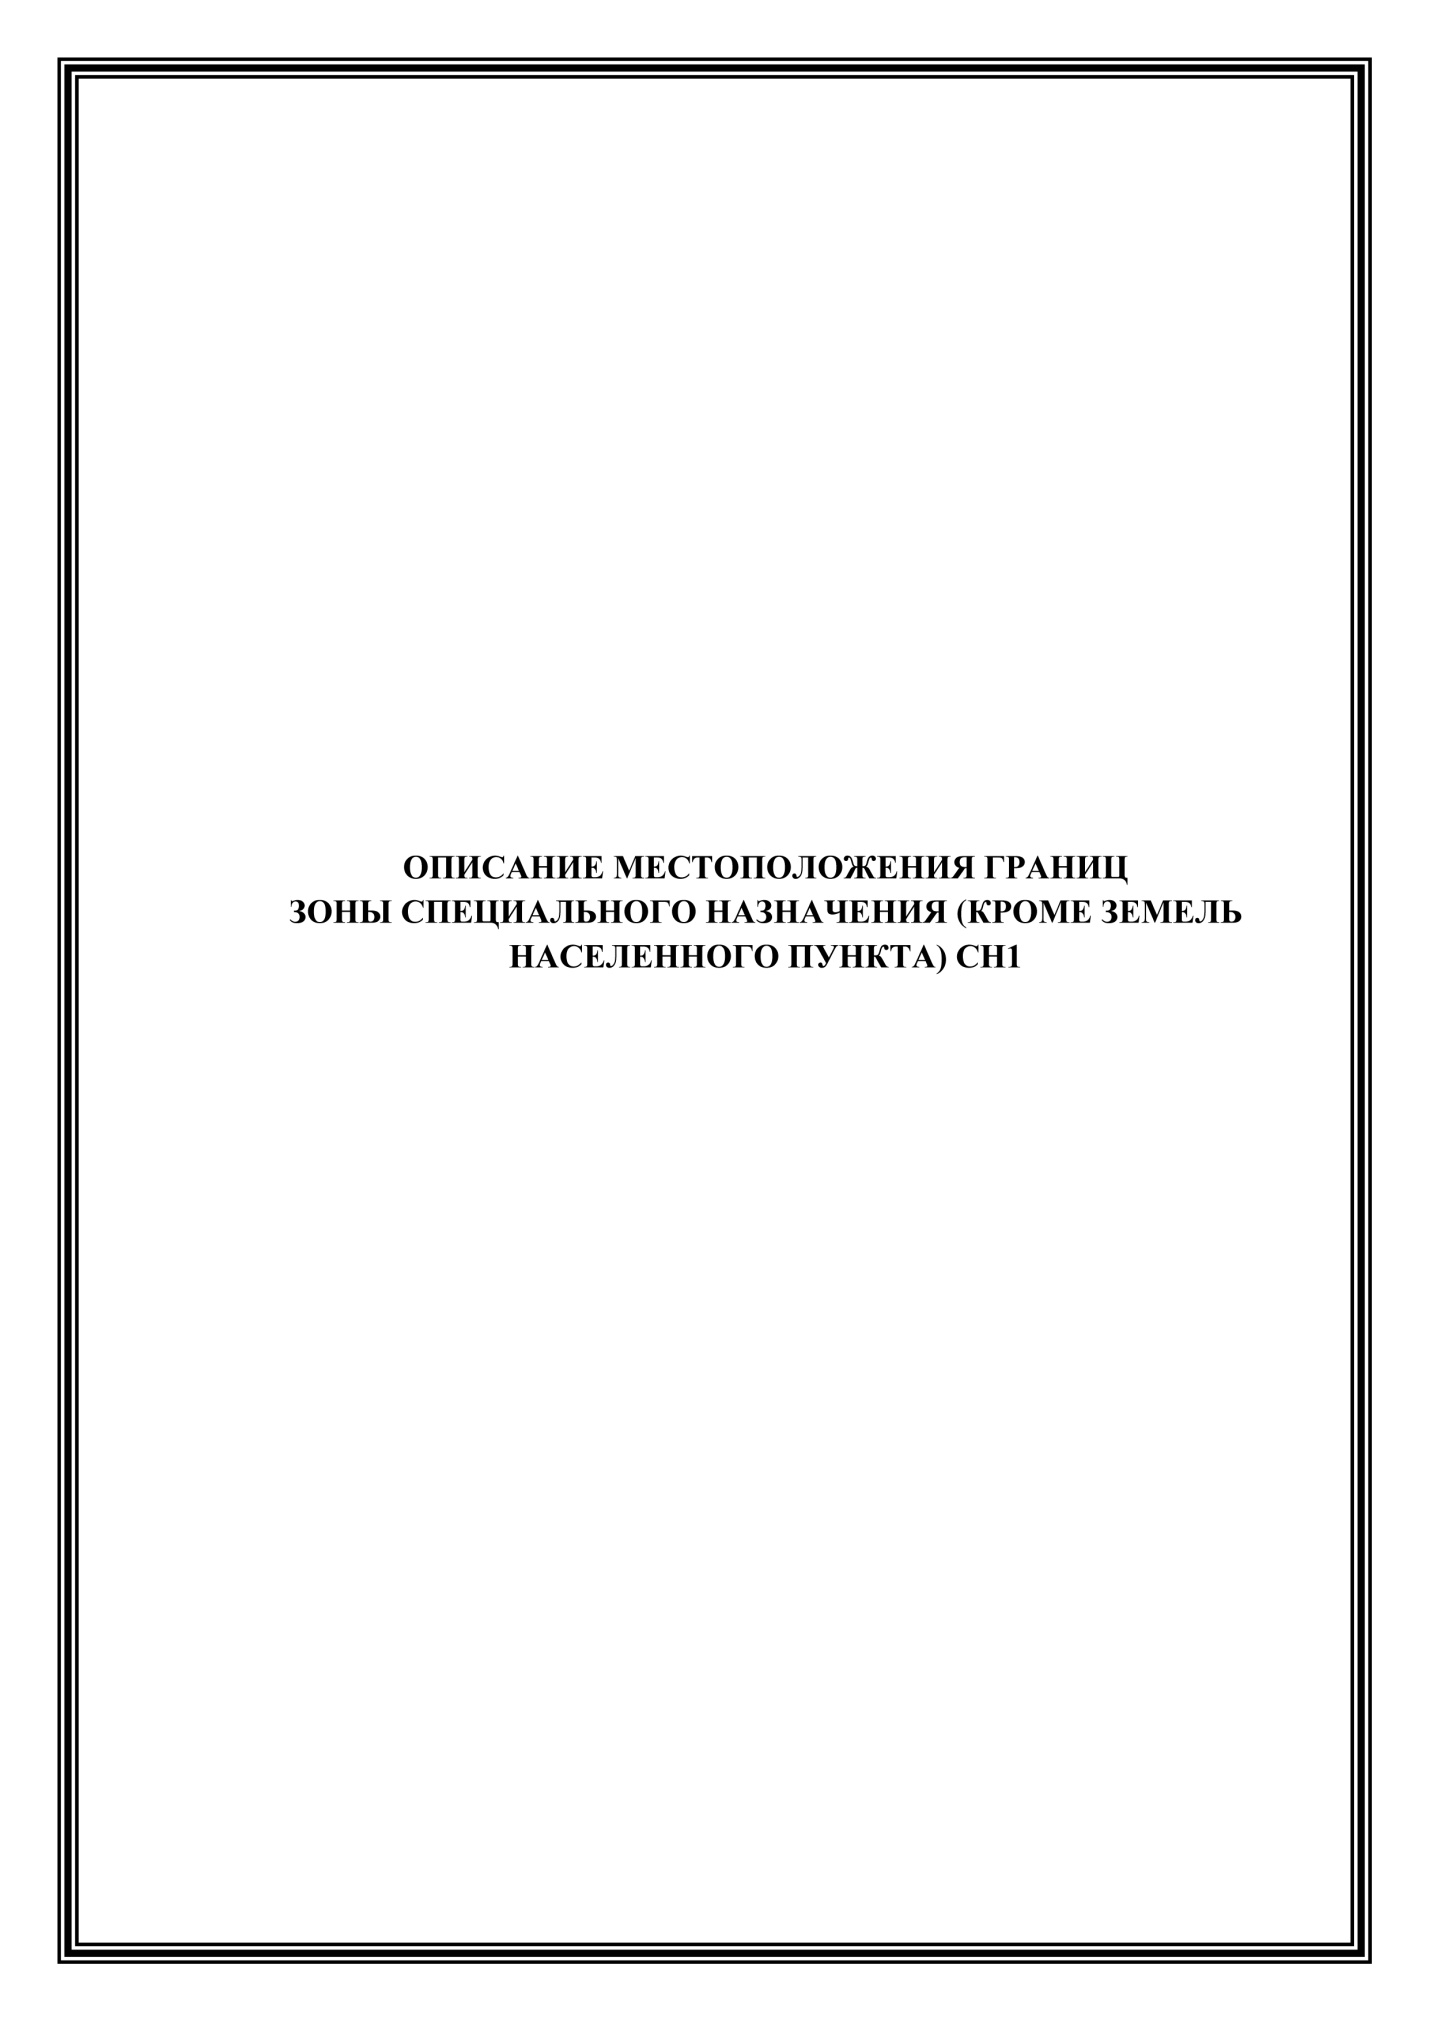 ОПИСАНИЕ МЕСТОПОЛОЖЕНИЯ ГРАНИЦ
ЗОНЫ СПЕЦИАЛЬНОГО НАЗНАЧЕНИЯ (КРОМЕ ЗЕМЕЛЬ
НАСЕЛЕННОГО ПУНКТА) СН1